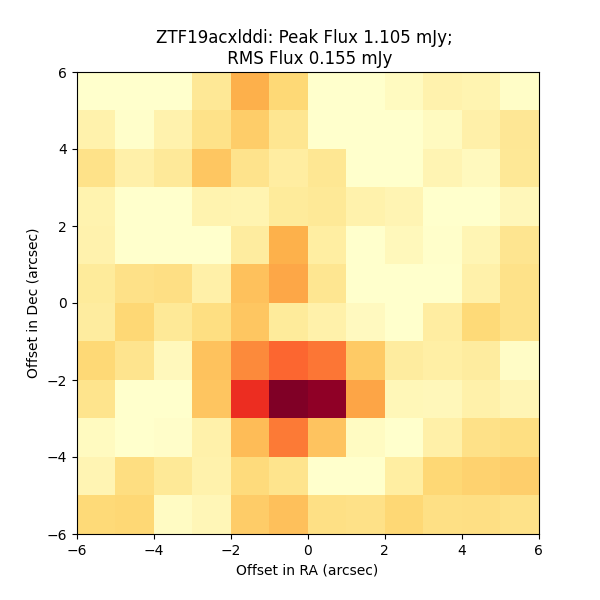 ZTF19acxlddi: Peak Flux 1.105 mJy;
RMS Flux 0.155 mJy
6
4
2
0
−2
−4
−6
Offset in Dec (arcsec)
−6 −4 −2 0 2 4 6
Offset in RA (arcsec)